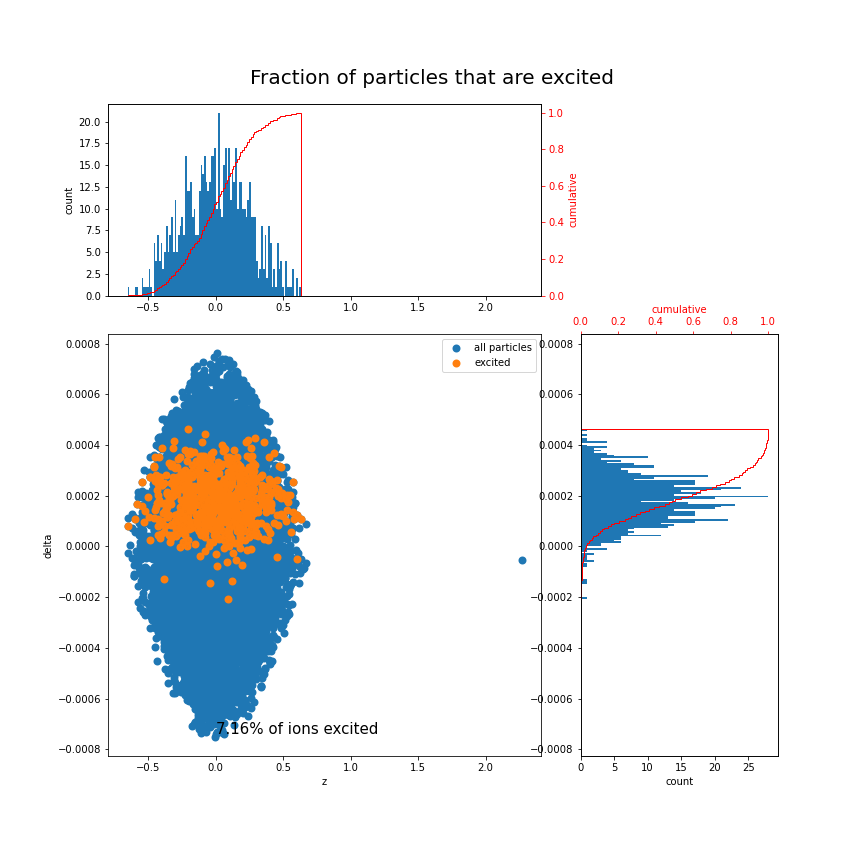 Fraction of particles that are excited
20.0
17.5
15.0
12.5
10.0
7.5
5.0
2.5
0.0
count
−0.5 0.0 0.5 1.0 1.5 2.0
1.0
0.8
0.6
0.4
0.2
0.0
cumulative
0.0008
0.0006
0.0004
0.0002
0.0000
−0.0002
−0.0004
−0.0006
−0.0008
delta
all particles
excited
7.16% of ions excited
−0.5 0.0 0.5 1.0 1.5 2.0
z
cumulative
0.0 0.2 0.4 0.6 0.8 1.0
0.0008
0.0006
0.0004
0.0002
0.0000
−0.0002
−0.0004
−0.0006
−0.0008
0 5 10 15 20 25
count